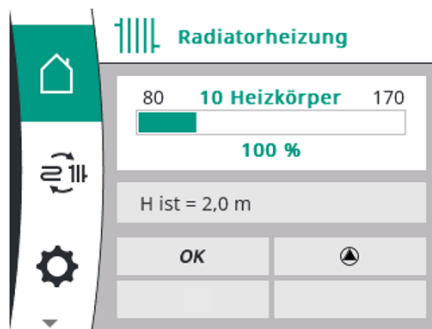 Radiatorheizung
80 10 Heizkörper 170
100 %
H ist = 2,0 m
OK